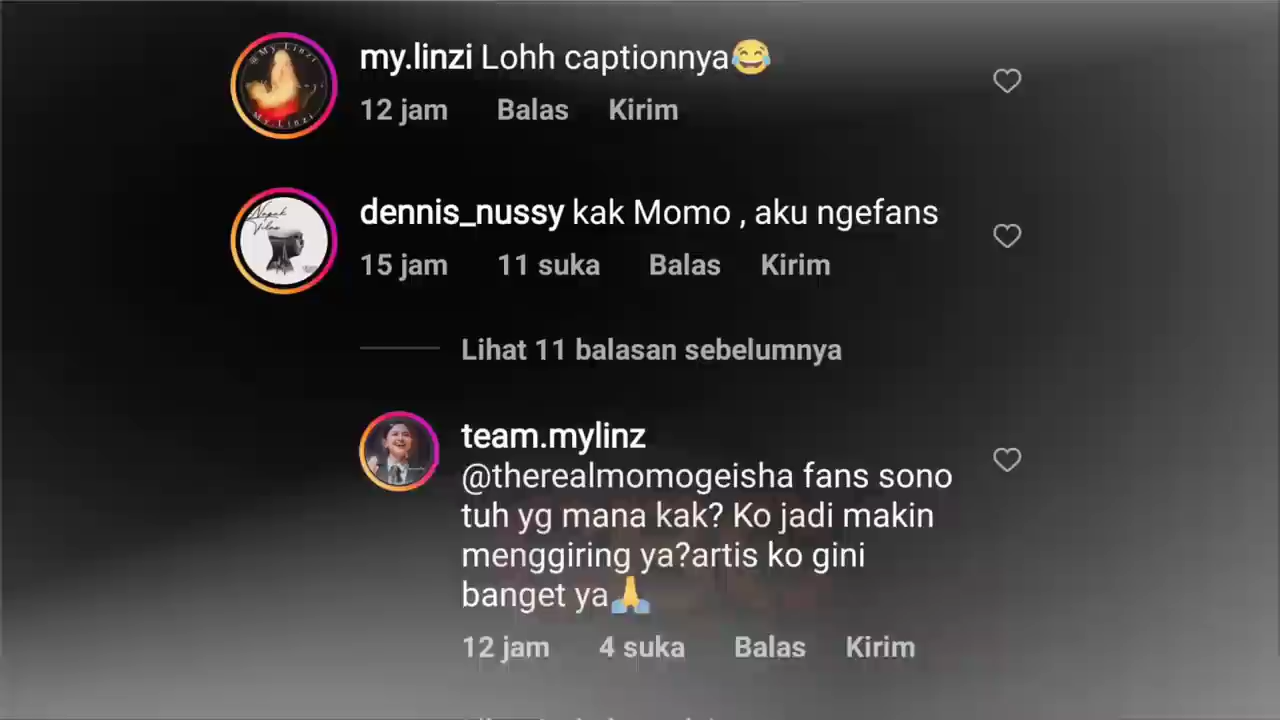 my.linzi Lohh captionnya😂
12 jam Balas Kirim
dennis_nussy kak Momo , aku ngefans
15 jam 11 suka Balas Kirim
Lihat 11 balasan sebelumnya
team.mylinz
@therealmomogeisha fans sono
tuh yg mana kak? Ko jadi makin
menggiring ya?artis ko gini
banget ya🙏
12 jam 4 suka Balas Kirim